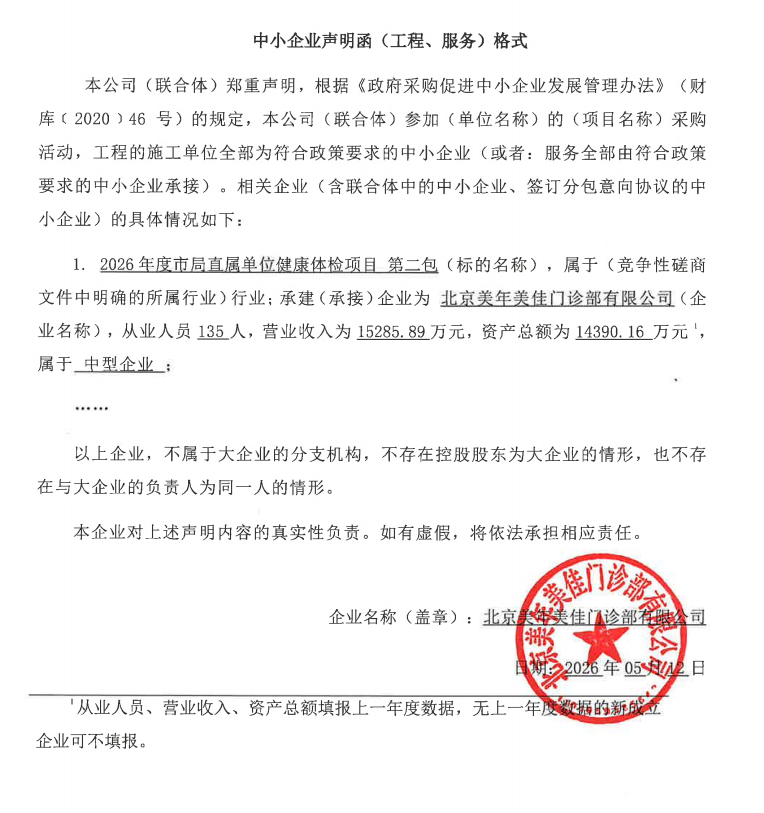 中小企业声明函（工程、服务）格式
本公司（联合体）郑重声明，根据《政府采购促进中小企业发展管理办法》（财
库﹝2020﹞46 号）的规定，本公司（联合体）参加（单位名称）的（项目名称）采购
活动，工程的施工单位全部为符合政策要求的中小企业（或者：服务全部由符合政策
要求的中小企业承接）。相关企业（含联合体中的中小企业、签订分包意向协议的中
小企业）的具体情况如下：
1. 2026 年度市局直属单位健康体检项目 第二包（标的名称），属于（竞争性磋商
文件中明确的所属行业）行业；承建（承接）企业为 北京美年美佳门诊部有限公司（企
业名称），从业人员 135 人，营业收入为 15285.89 万元，资产总额为 14390.16 万元¹，
属于 中型企业 ；
……
以上企业，不属于大企业的分支机构，不存在控股股东为大企业的情形，也不存
在与大企业的负责人为同一人的情形。
本企业对上述声明内容的真实性负责。如有虚假，将依法承担相应责任。
企业名称（盖章）：北京美年美佳门诊部有限公司
日期：2026 年 05 月 12 日
北京美年美佳门诊部有限公司
¹从业人员、营业收入、资产总额填报上一年度数据，无上一年度数据的新成立
企业可不填报。